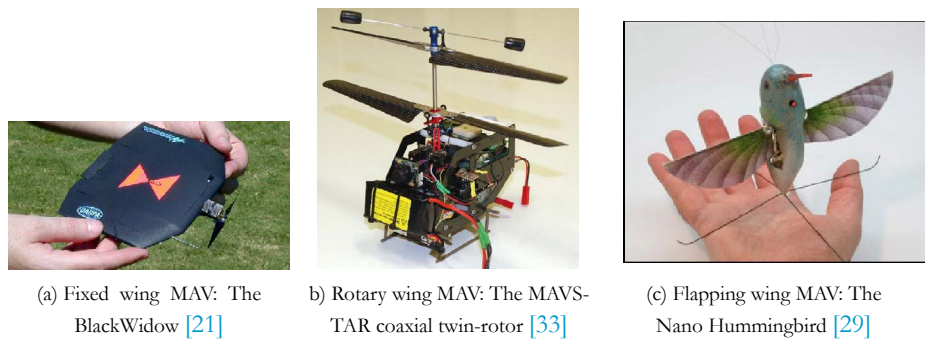 (a) Fixed wing MAV: The
BlackWidow [21]
b) Rotary wing MAV: The MAVS-
TAR coaxial twin-rotor [33]
(c) Flapping wing MAV: The
Nano Hummingbird [29]